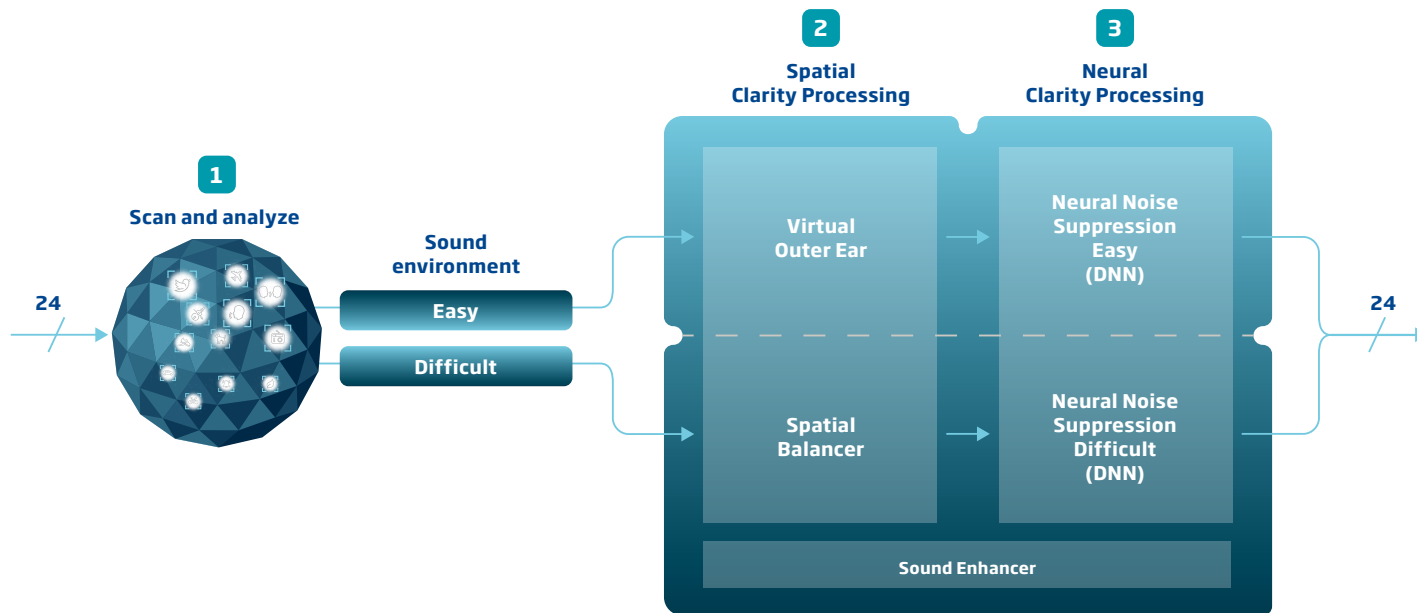 24
1
Scan and analyze
Sound
environment
Easy
Difficult
2
Spatial
Clarity Processing
3
Neural
Clarity Processing
Virtual
Outer Ear
Neural Noise
Suppression
Easy
(DNN)
Spatial
Balancer
Neural Noise
Suppression
Difficult
(DNN)
Sound Enhancer
24